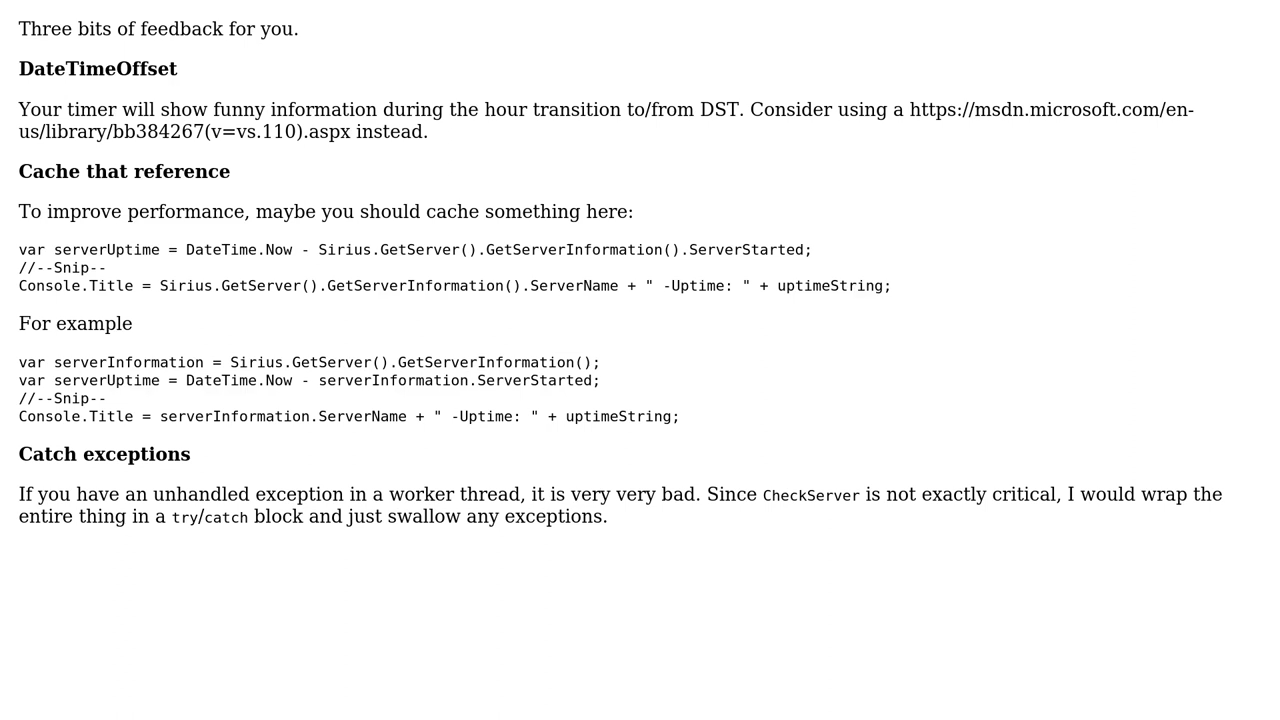 Three bits of feedback for you.
DateTimeOffset
Your timer will show funny information during the hour transition to/from DST. Consider using a https://msdn.microsoft.com/en-
us/library/bb384267(v=vs.110).aspx instead.
Cache that reference
To improve performance, maybe you should cache something here:
var serverUptime = DateTime.Now - Sirius.GetServer().GetServerInformation().ServerStarted;
//--Snip--
Console.Title = Sirius.GetServer().GetServerInformation().ServerName + " -Uptime: " + uptimeString;
For example
var serverInformation = Sirius.GetServer().GetServerInformation();
var serverUptime = DateTime.Now - serverInformation.ServerStarted;
//--Snip--
Console.Title = serverInformation.ServerName + " -Uptime: " + uptimeString;
Catch exceptions
If you have an unhandled exception in a worker thread, it is very very bad. Since CheckServer is not exactly critical, I would wrap the
entire thing in a try/catch block and just swallow any exceptions.